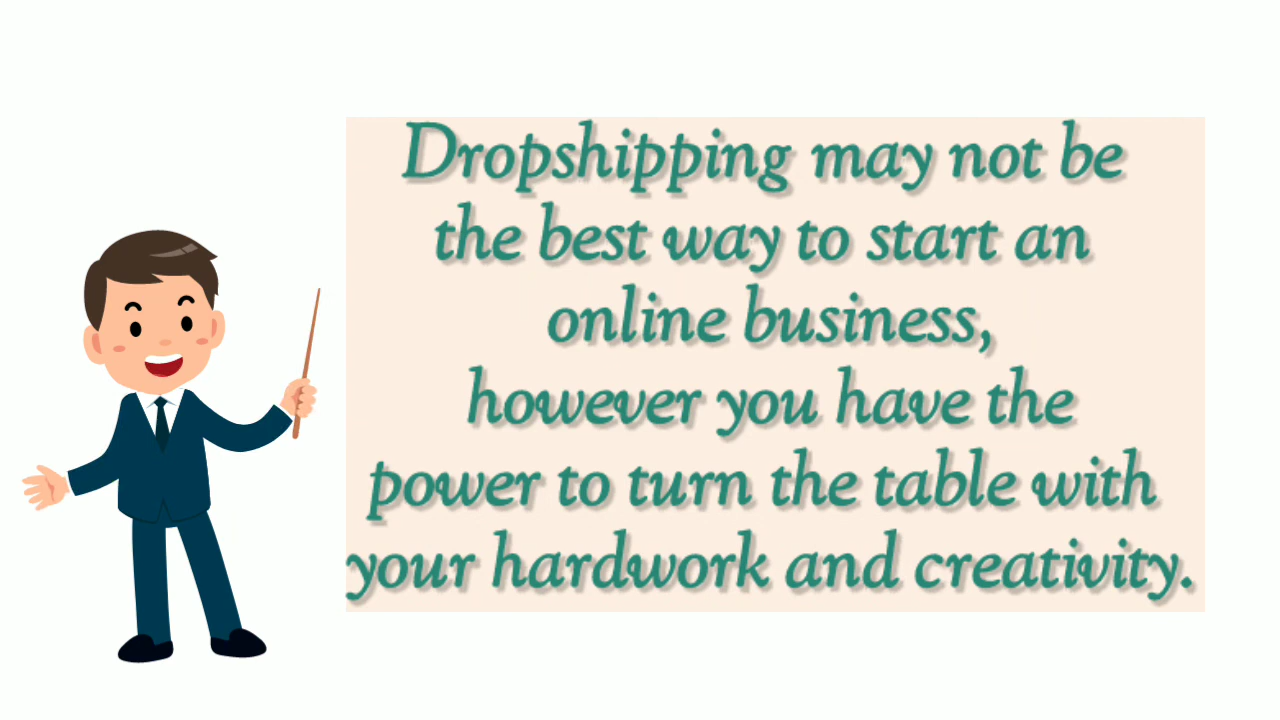 Dropshipping may not be
the best way to start an
online business,
however you have the
power to turn the table with
your hardwork and creativity.